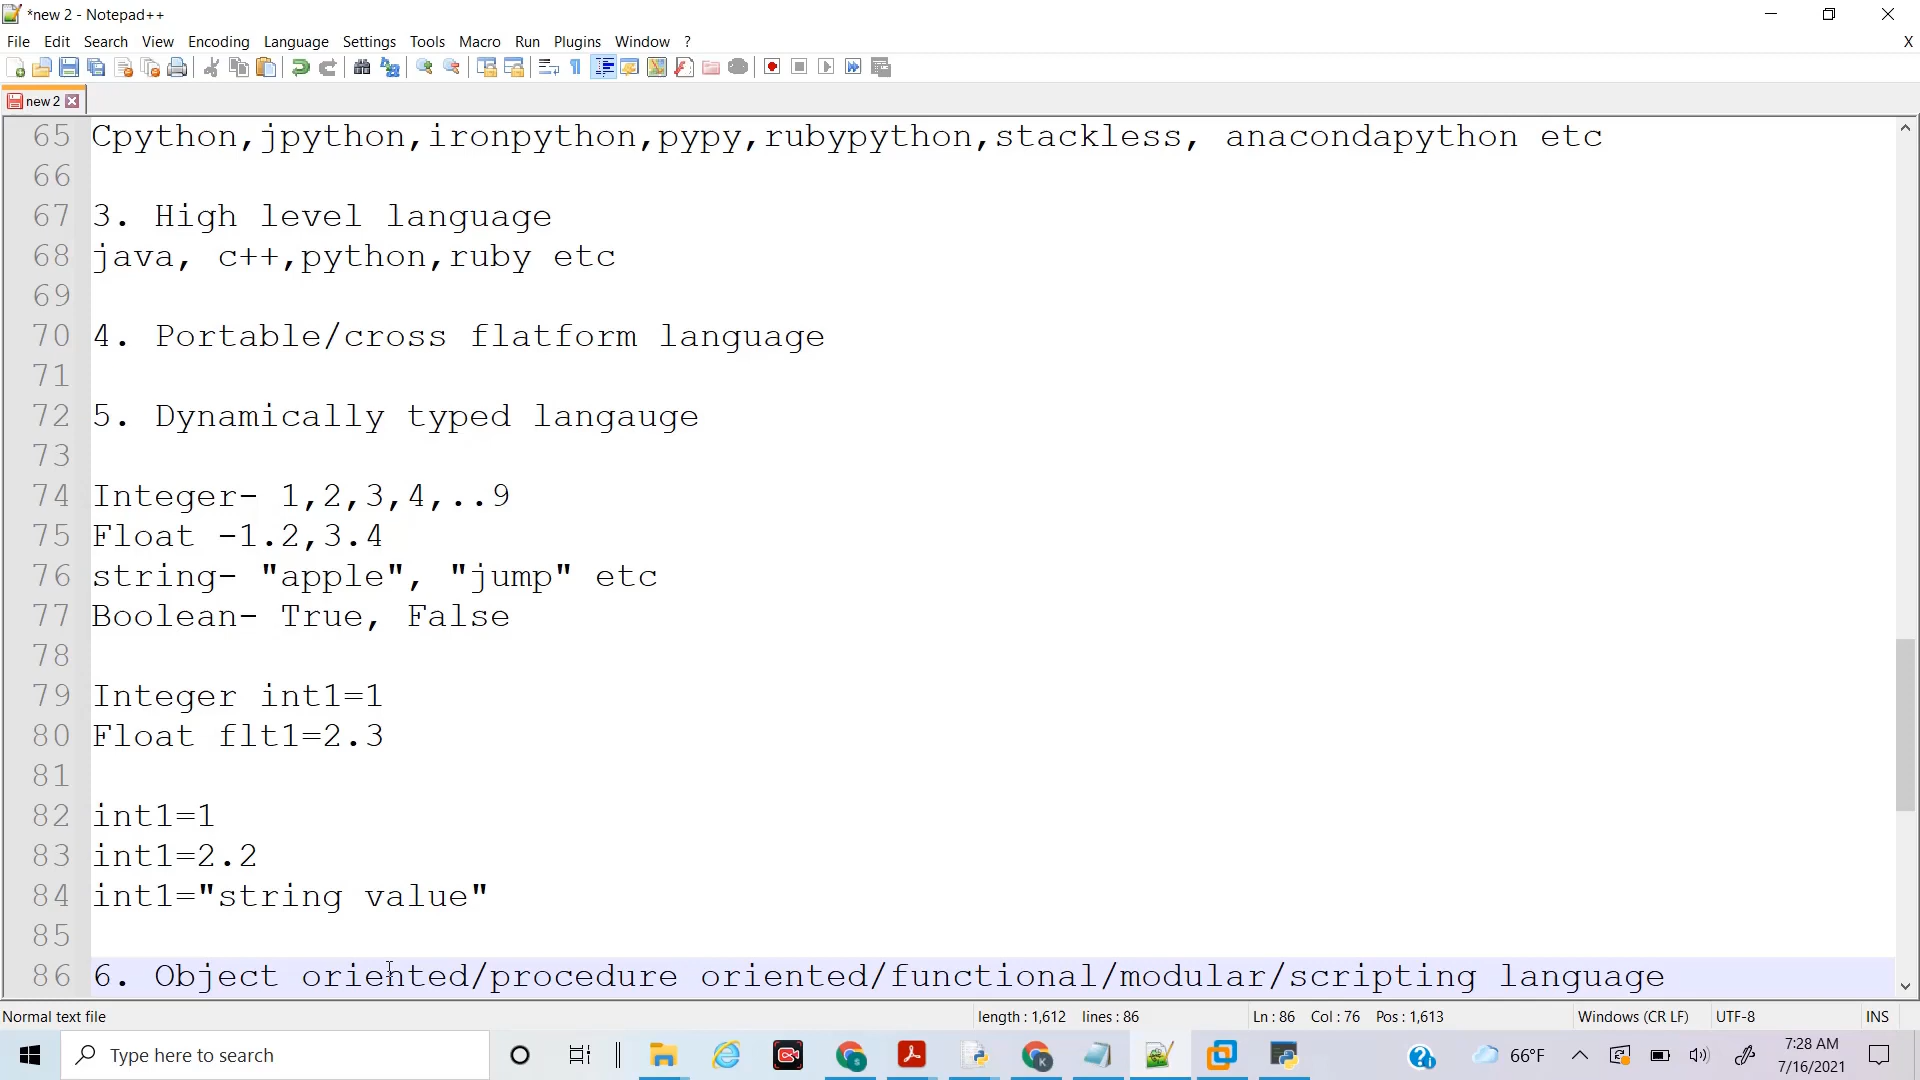 *new 2 - Notepad++
File Edit Search View Encoding Language Settings Tools Macro Run Plugins Window ? X
new 2
65 Cpython,jpython,ironpython,pypy,rubypython,stackless, anacondapython etc
66
67 3. High level language
68 java, c++,python,ruby etc
69
70 4. Portable/cross flatform language
71
72 5. Dynamically typed langauge
73
74 Integer- 1,2,3,4,..9
75 Float -1.2,3.4
76 string- "apple", "jump" etc
77 Boolean- True, False
78
79 Integer int1=1
80 Float flt1=2.3
81
82 int1=1
83 int1=2.2
84 int1="string value"
85
86 6. Object oriented/procedure oriented/functional/modular/scripting language
Normal text file length : 1,612 lines : 86 Ln : 86 Col : 76 Pos : 1,613 Windows (CR LF) UTF-8 INS
Type here to search 66°F 7:28 AM
7/16/2021